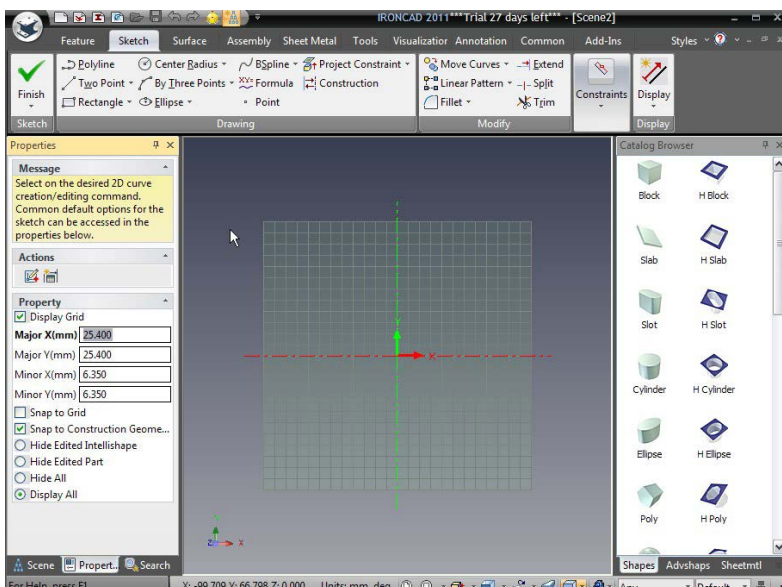 IRONCAD 2011***Trial 27 days left*** - [Scene2]
Feature Sketch Surface Assembly Sheet Metal Tools Visualization Annotation Common Add-Ins Styles
Polyline Center Radius BSpline Project Constraint Move Curves Extend
Two Point By Three Points XY= Formula Construction Linear Pattern Split
Finish Rectangle Ellipse Point Fillet Trim Constraints Display
Sketch Drawing Modify Display
Properties
Message
Select on the desired 2D curve
creation/editing command.
Common default options for the
sketch can be accessed in the
properties below.
Actions
Property
Display Grid
Major X(mm) 25.400
Major Y(mm) 25.400
Minor X(mm) 6.350
Minor Y(mm) 6.350
Snap to Grid
Snap to Construction Geome...
Hide Edited Intellishape
Hide Edited Part
Hide All
Display All
Scene Propert... Search
Y
X
Z X
Catalog Browser
Block H Block
Slab H Slab
Slot H Slot
Cylinder H Cylinder
Ellipse H Ellipse
Poly H Poly
Shapes Advshaps Sheetmtl
For Help, press F1 X: -99.709 Y: 66.798 Z: 0.000 Units: mm, deg Any Default